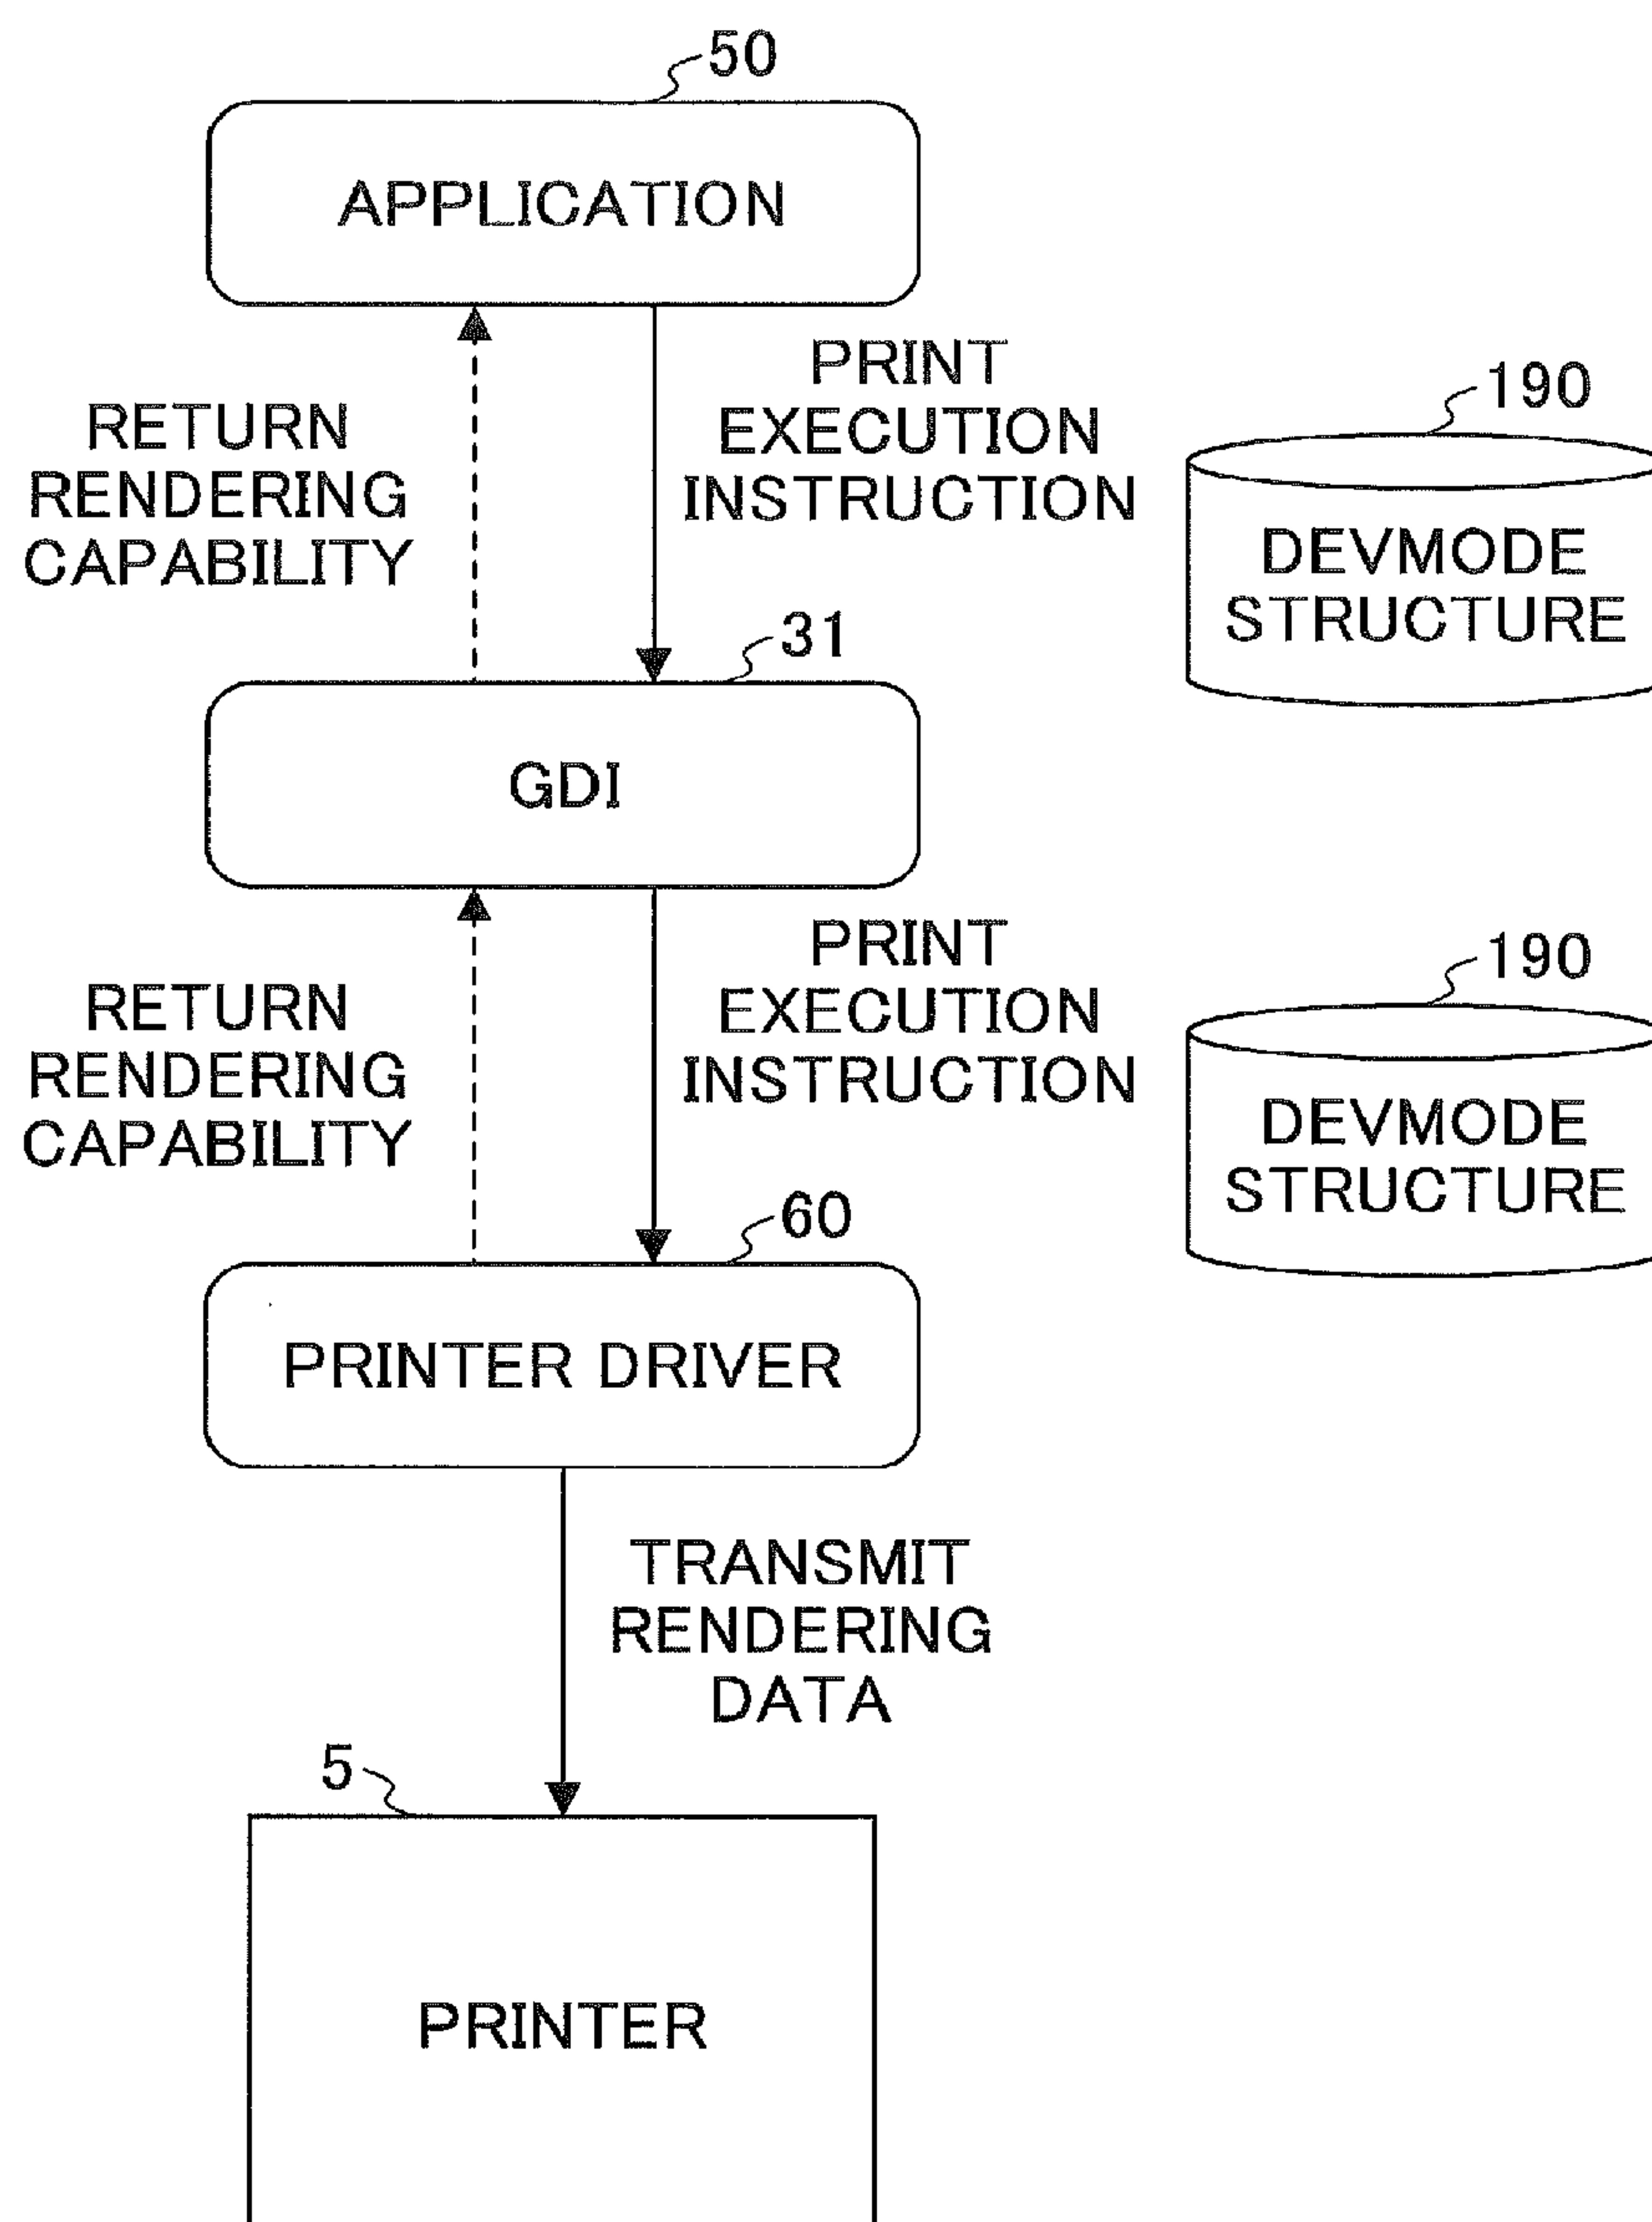 50
APPLICATION
RETURN
RENDERING
CAPABILITY
PRINT
EXECUTION
INSTRUCTION
190
DEVMODE
STRUCTURE
31
GDI
RETURN
RENDERING
CAPABILITY
PRINT
EXECUTION
INSTRUCTION
190
DEVMODE
STRUCTURE
60
PRINTER DRIVER
TRANSMIT
RENDERING
DATA
5
PRINTER